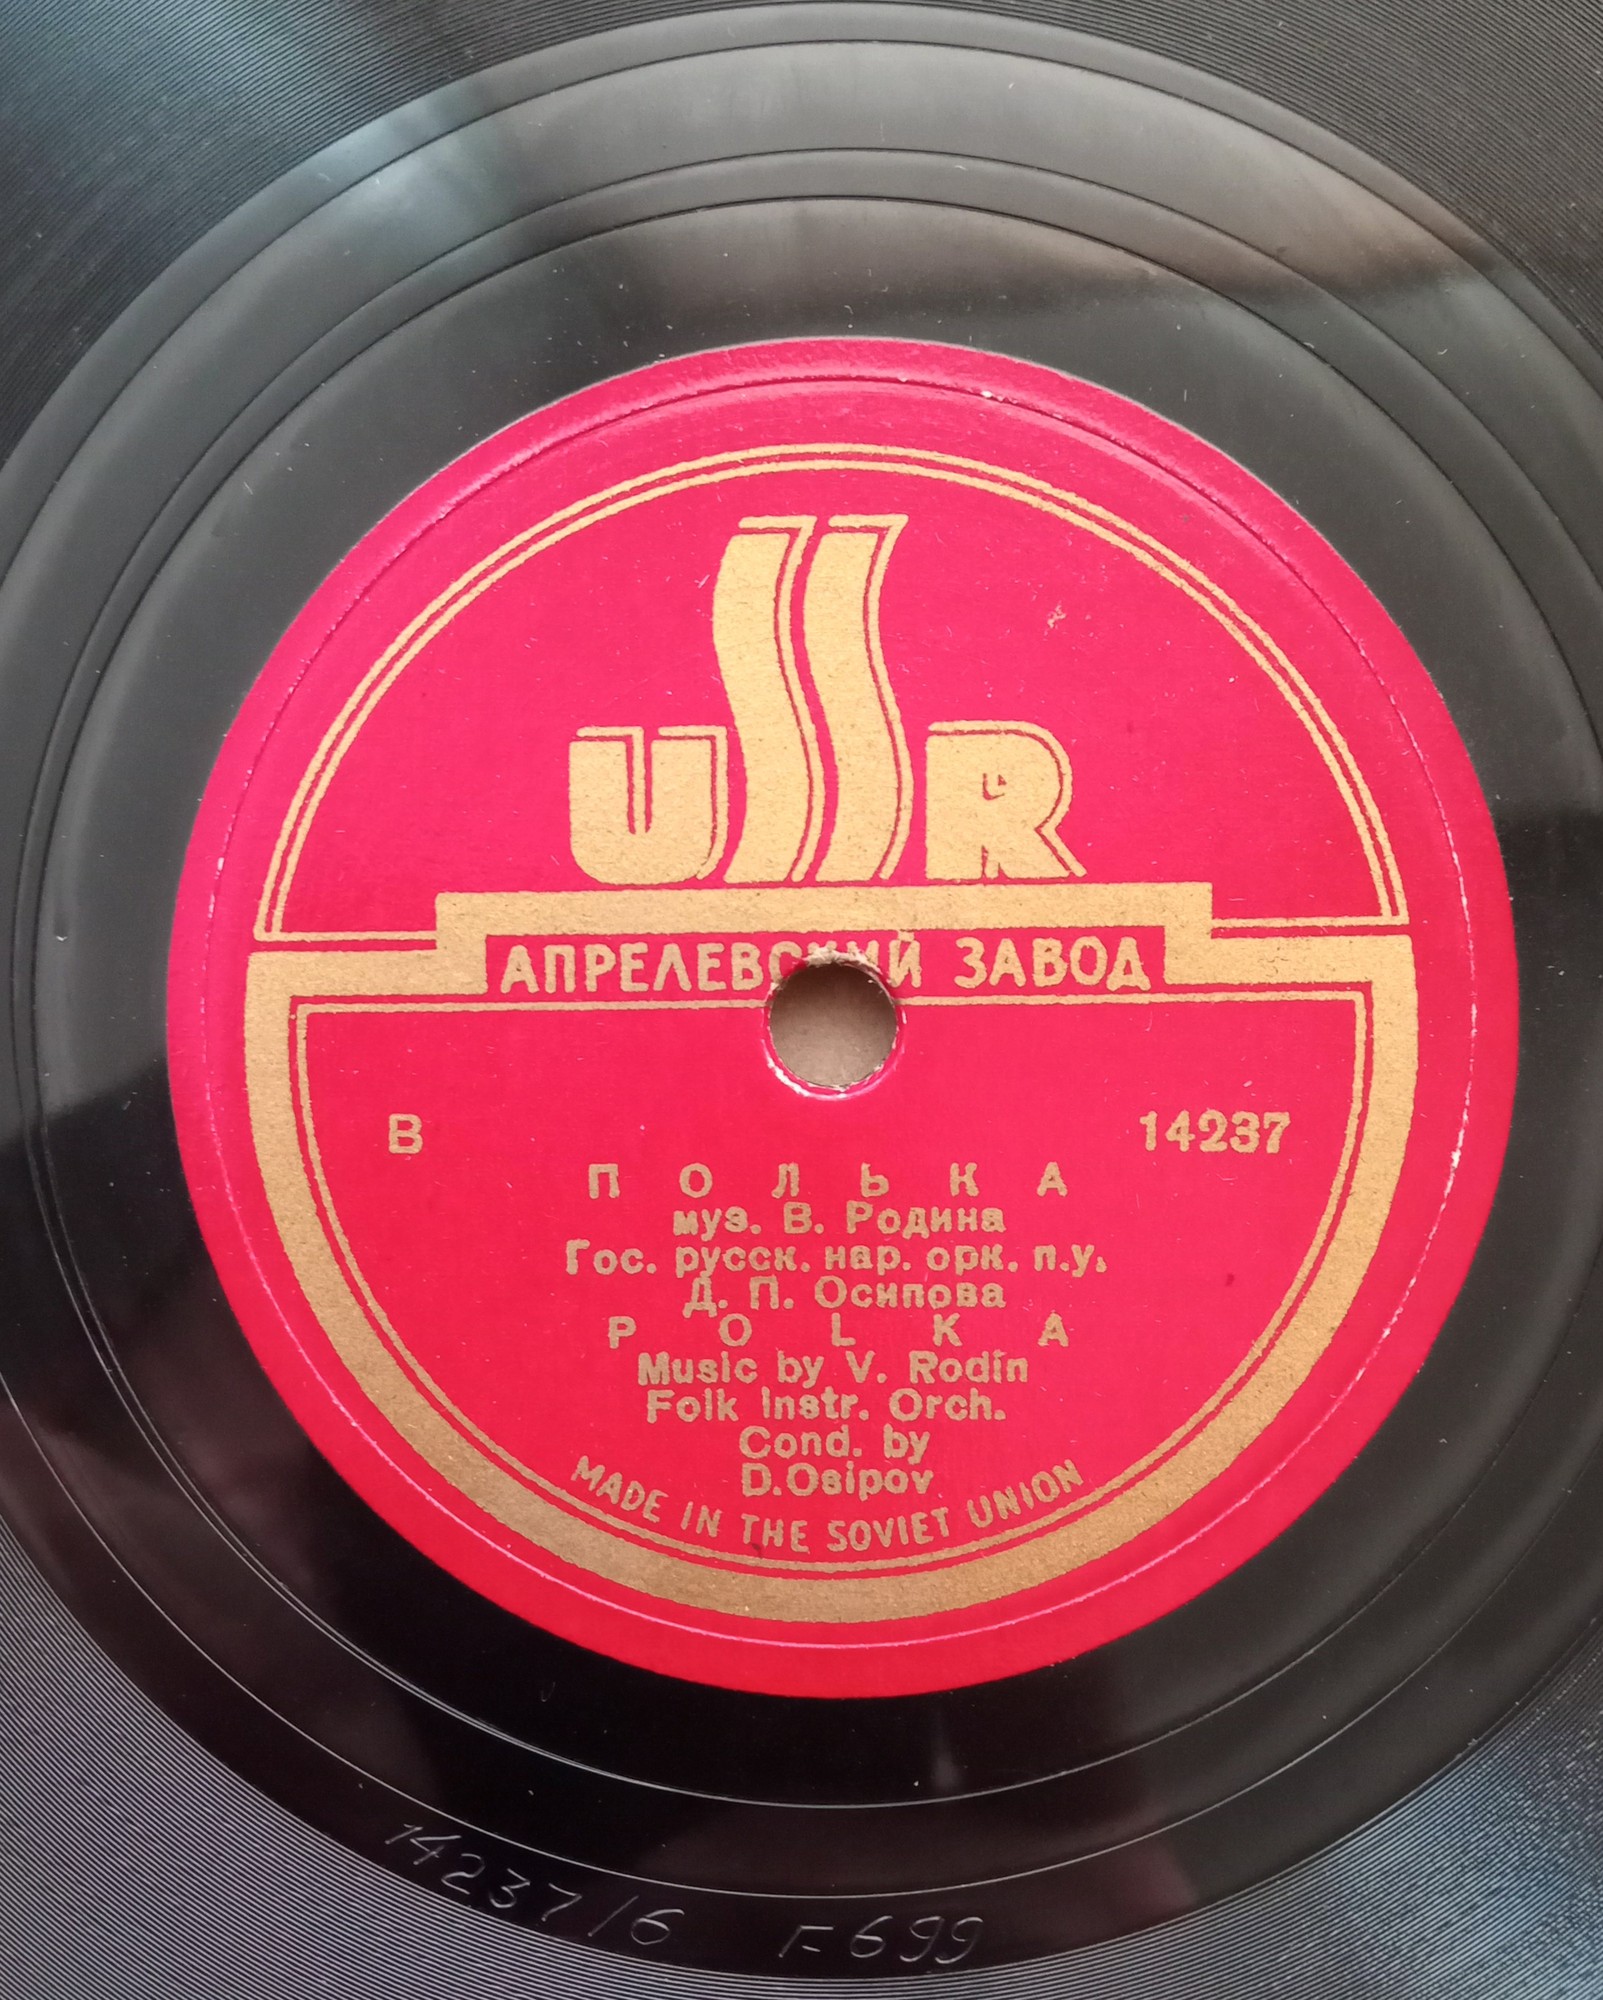 USSR
АПРЕЛЕВСКИЙ ЗАВОД
В 14237
ПОЛЬКА
муз. В. Родина
Гос. русск. нар. орк. п.у.
Д. П. Осипова
POLKA
Music by V. Rodin
Folk instr. Orch.
Cond. by
D.Osipov
MADE IN THE SOVIET UNION
14237/6 F699